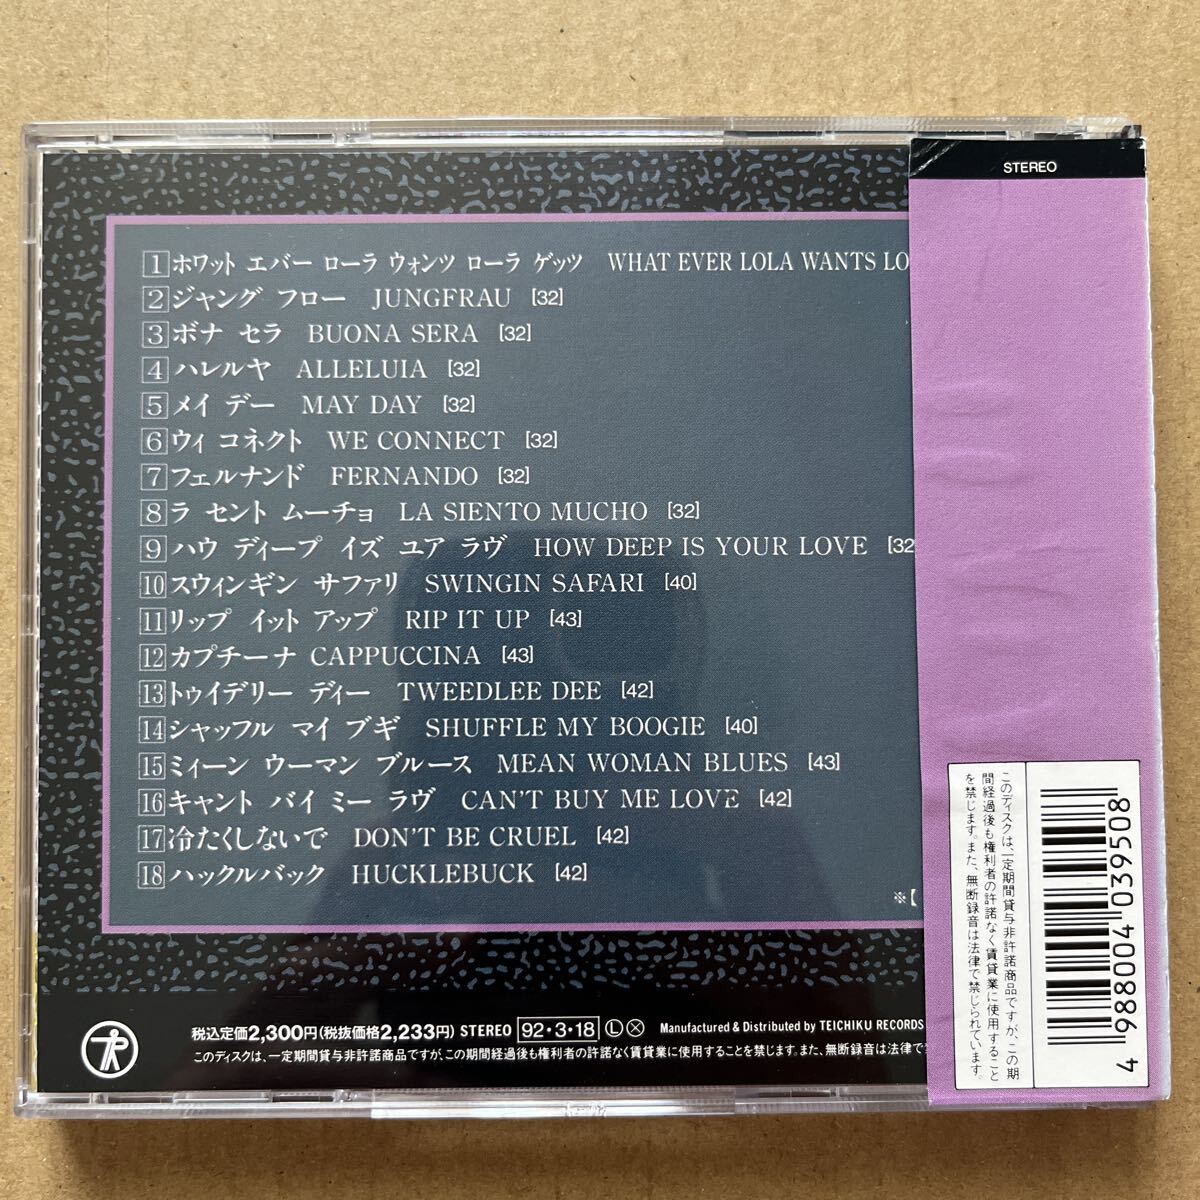 STEREO
1 ホワット エバー ローラ ウォンツ ローラ ゲッツ WHAT EVER LOLA WANTS LO
2 ジャング フロー JUNGFRAU [32]
3 ボナ セラ BUONA SERA [32]
4 ハレルヤ ALLELUIA [32]
5 メイ デー MAY DAY [32]
6 ウィ コネクト WE CONNECT [32]
7 フェルナンド FERNANDO [32]
8 ラ セント ムーチョ LA SIENTO MUCHO [32]
9 ハウ ディープ イズ ユア ラヴ HOW DEEP IS YOUR LOVE [32
10 スウィンギン サファリ SWINGIN SAFARI [40]
11 リップ イット アップ RIP IT UP [43]
12 カプチーナ CAPPUCCINA [43]
13 トゥイデリー ディー TWEEDLEE DEE [42]
14 シャッフル マイ ブギ SHUFFLE MY BOOGIE [40]
15 ミィーン ウーマン ブルース MEAN WOMAN BLUES [43]
16 キャント バイ ミー ラヴ CAN'T BUY ME LOVE [42]
17 冷たくしないで DON'T BE CRUEL [42]
18 ハックルバック HUCKLEBUCK [42]
※【
税込定価2,300円(税抜価格2,233円) STEREO 92・3・18 Ⓛ Ⓧ Manufactured & Distributed by TEICHIKU RECORDS
このディスクは、一定期間貸与非許諾商品ですが、この期間経過後も権利者の許諾なく賃貸業に使用することを禁じます。また、無断録音は法律で
このディスクは、一定期間貸与非許諾商品ですが、この期
間経過後も権利者の許諾なく賃貸業に使用すること
を禁じます。また、無断録音は法律で禁じられています。
4 988004 039508